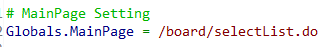 # MainPage Setting
Globals.MainPage = /board/selectList.do